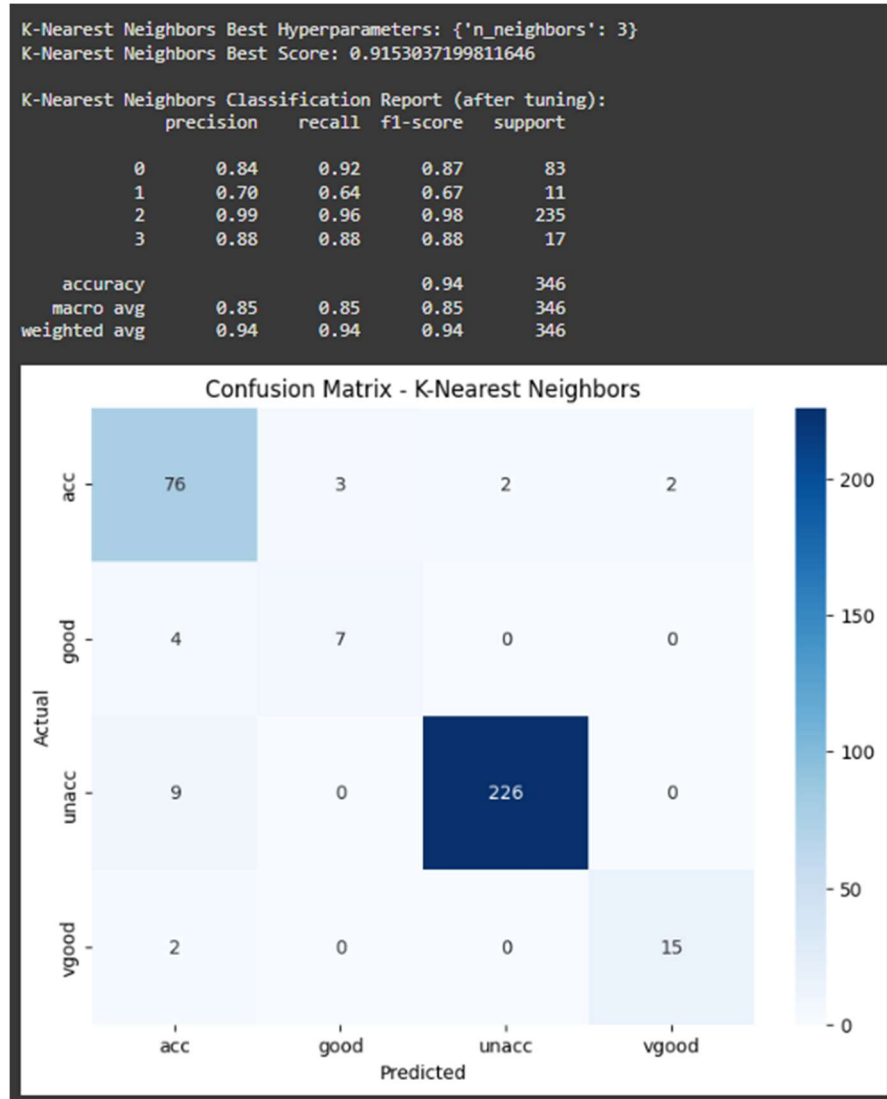 K-Nearest Neighbors Best Hyperparameters: {'n_neighbors': 3}
K-Nearest Neighbors Best Score: 0.9153037199811646
K-Nearest Neighbors Classification Report (after tuning):
precision recall f1-score support
0 0.84 0.92 0.87 83
1 0.70 0.64 0.67 11
2 0.99 0.96 0.98 235
3 0.88 0.88 0.88 17
accuracy 0.94 346
macro avg 0.85 0.85 0.85 346
weighted avg 0.94 0.94 0.94 346
Confusion Matrix - K-Nearest Neighbors
acc 76 3 2 2
good 4 7 0 0
unacc 9 0 226 0
vgood 2 0 0 15
acc good unacc vgood
Predicted
Actual
200
150
100
50
0